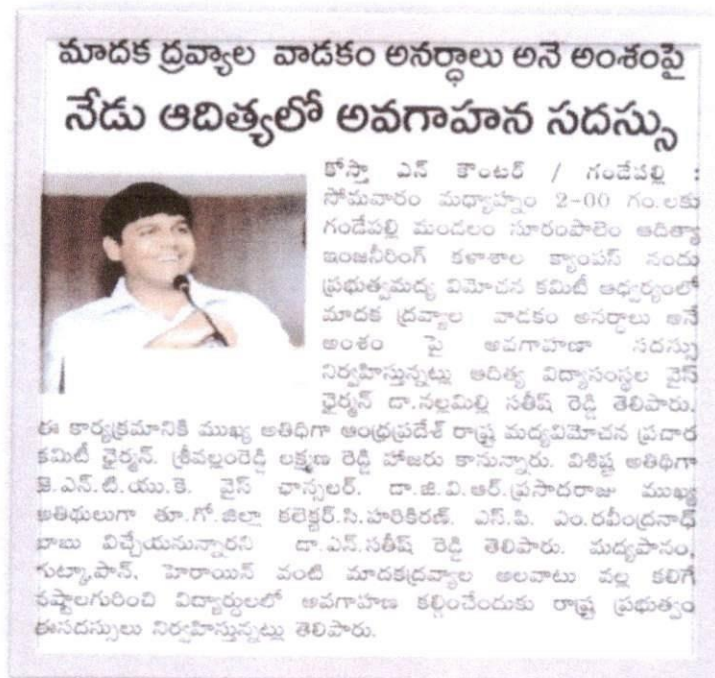 మాదక ద్రవ్యాల వాడకం అనర్ధాలు అనే అంశంపై
నేడు ఆదిత్యలో అవగాహన సదస్సు
కోస్తా ఎన్ కౌంటర్ / గండేపల్లి :
సోమవారం మధ్యాహ్నం 2-00 గం.లకు
గండేపల్లి మండలం సూరంపాలెం ఆదిత్యా
ఇంజనీరింగ్ కళాశాల క్యాంపస్ నందు
ప్రభుత్వమద్య విమోచన కమిటీ ఆధ్వర్యంలో
మాదక ద్రవ్యాల వాడకం అనర్ధాలు అనే
అంశం పై అవగాహణా సదస్సు
నిర్వహిస్తున్నట్లు ఆదిత్య విద్యాసంస్థల వైస్
ఛైర్మన్ డా.నల్లమిల్లి సతీష్ రెడ్డి తెలిపారు.
ఈ కార్యక్రమానికి ముఖ్య అతిధిగా ఆంధ్రప్రదేశ్ రాష్ట్ర మద్యవిమోచన ప్రచార
కమిటీ ఛైర్మన్. శ్రీవల్లంరెడ్డి లక్ష్మణ రెడ్డి హాజరు కానున్నారు. విశిష్ట అతిధిగా
జె.ఎన్.టి.యు.కె. వైస్ ఛాన్సలర్. డా.జి.వి.ఆర్.ప్రసాదరాజు ముఖ్య
అతిథులుగా తూ.గో.జిల్లా కలెక్టర్.సి.హరికిరణ్. ఎస్.పి. ఎం.రవీంద్రనాధ్
బాబు విచ్చేయనున్నారని డా.ఎన్.సతీష్ రెడ్డి తెలిపారు. మద్యపానం,
గుట్కా,పాన్, హెరాయిన్ వంటి మాదకద్రవ్యాల అలవాటు వల్ల కలిగే
నష్టాలగురించి విద్యార్ధులలో అవగాహణ కల్గించేందుకు రాష్ట్ర ప్రభుత్వం
ఈసదస్సులు నిర్వహిస్తున్నట్లు తెలిపారు.